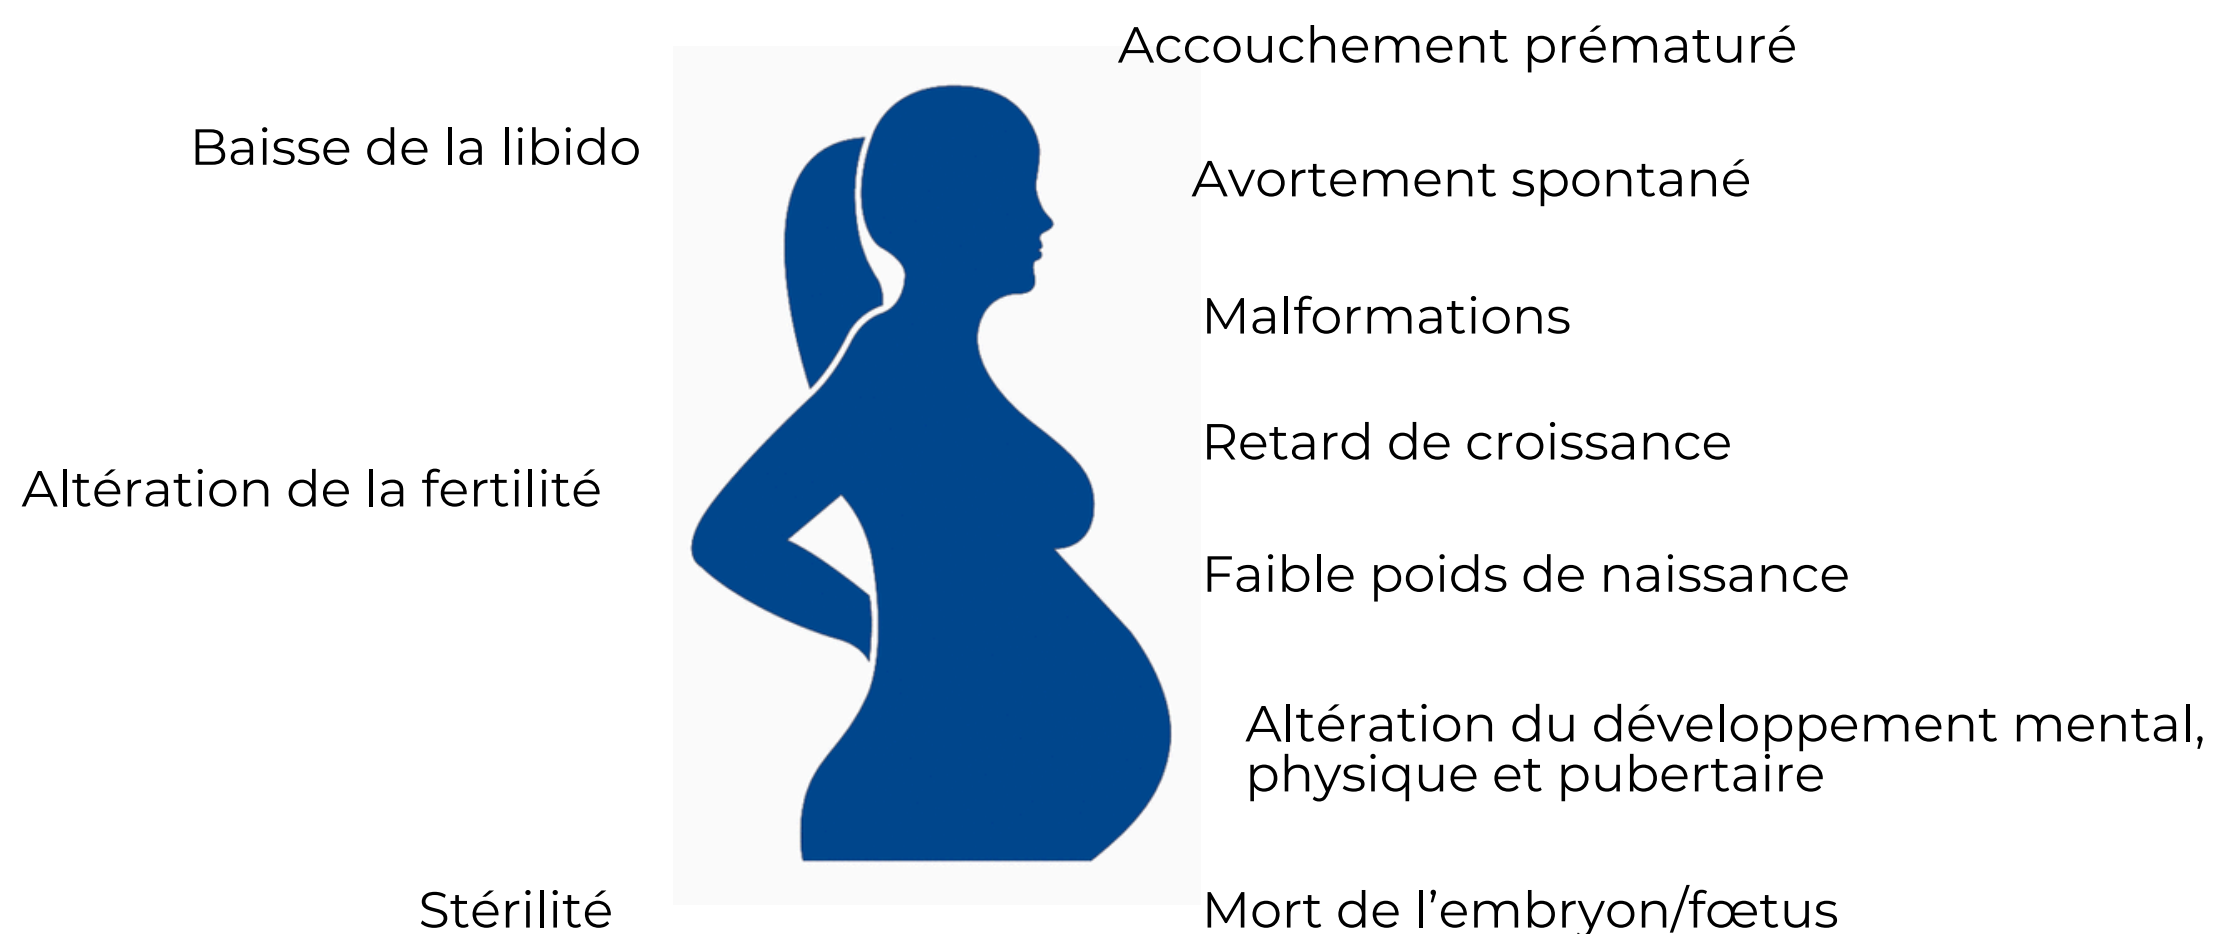 Baisse de la libido
Altération de la fertilité
Stérilité
Accouchement prématuré
Avortement spontané
Malformations
Retard de croissance
Faible poids de naissance
Altération du développement mental,
physique et pubertaire
Mort de l’embryon/fœtus